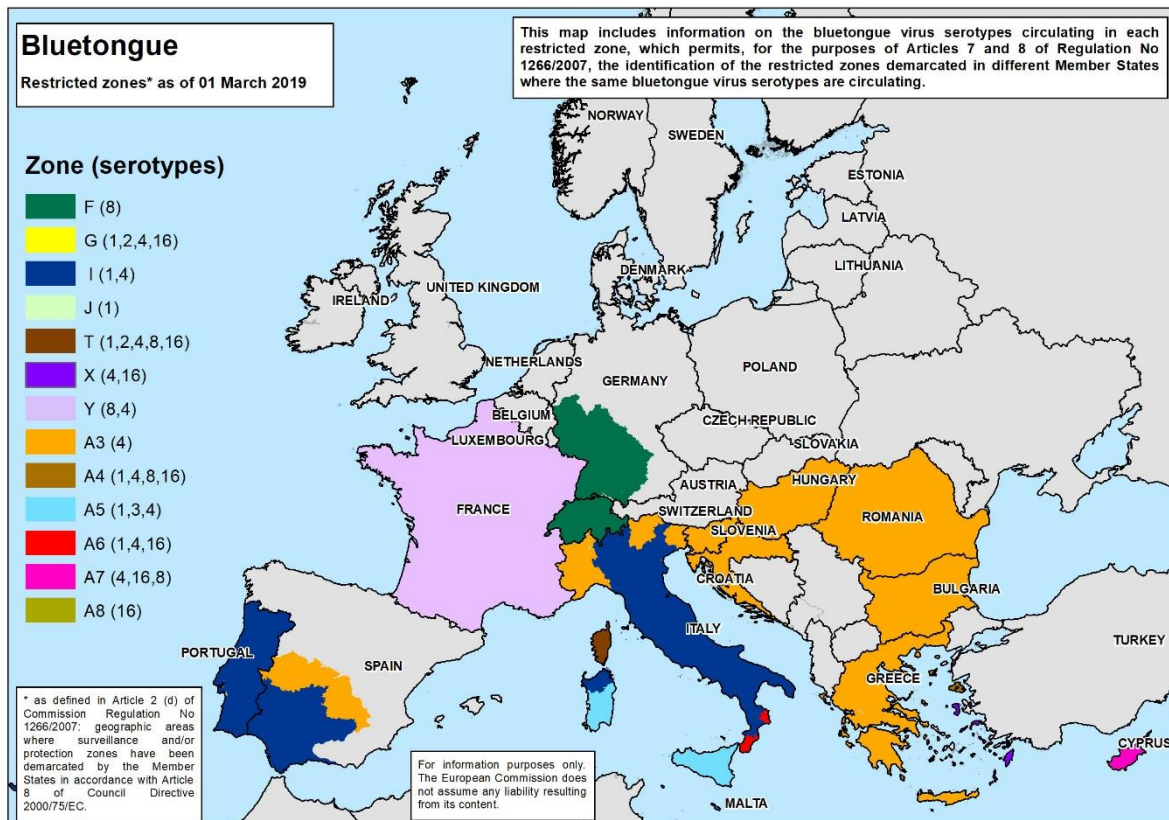 Bluetongue
Restricted zones* as of 01 March 2019
This map includes information on the bluetongue virus serotypes circulating in each
restricted zone, which permits, for the purposes of Articles 7 and 8 of Regulation No
1266/2007, the identification of the restricted zones demarcated in different Member States
where the same bluetongue virus serotypes are circulating.
Zone (serotypes)
F (8)
G (1,2,4,16)
I (1,4)
J (1)
T (1,2,4,8,16)
X (4,16)
Y (8,4)
A3 (4)
A4 (1,4,8,16)
A5 (1,3,4)
A6 (1,4,16)
A7 (4,16,8)
A8 (16)
NORWAY
SWEDEN
ESTONIA
LATVIA
LITHUANIA
DENMARK
IRELAND
UNITED KINGDOM
NETHERLANDS
GERMANY
POLAND
BELGIUM
CZECH REPUBLIC
LUXEMBOURG
SLOVAKIA
AUSTRIA
HUNGARY
FRANCE
SWITZERLAND
ROMANIA
SLOVENIA
CROATIA
BULGARIA
ITALY
TURKEY
PORTUGAL
SPAIN
GREECE
CYPRUS
MALTA
* as defined in Article 2 (d) of
Commission Regulation No
1266/2007: geographic areas
where surveillance and/or
protection zones have been
demarcated by the Member
States in accordance with Article
8 of Council Directive
2000/75/EC.
For information purposes only.
The European Commission does
not assume any liability resulting
from its content.